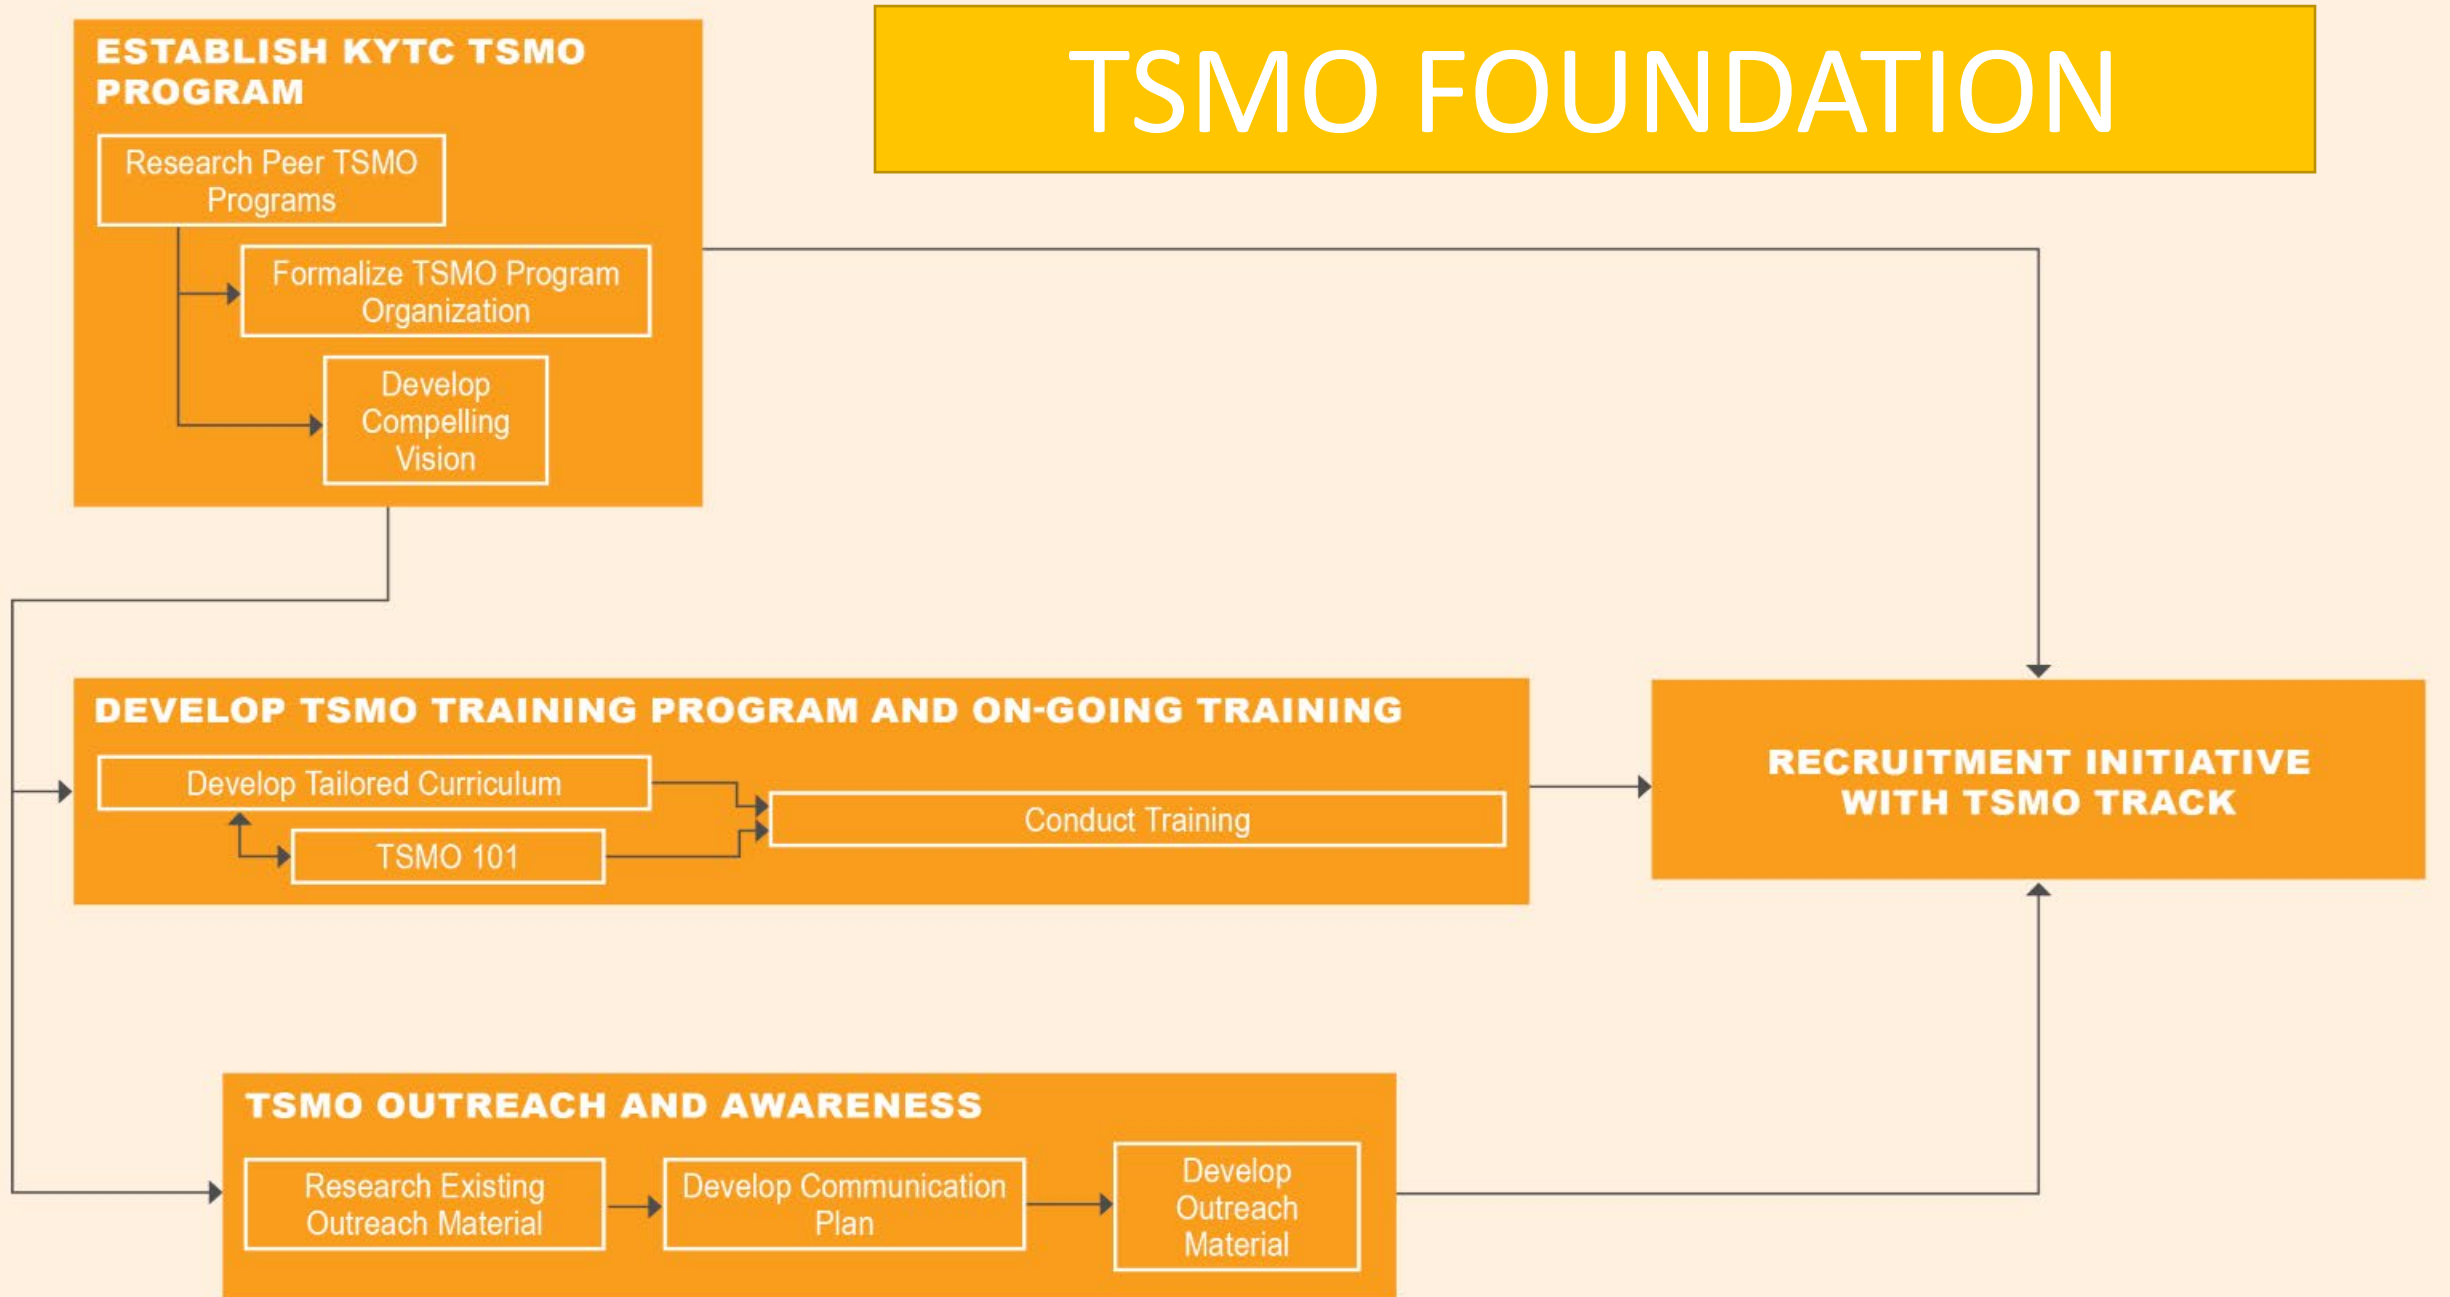 TSMO FOUNDATION
ESTABLISH KYTC TSMO
PROGRAM
Research Peer TSMO
Programs
Formalize TSMO Program
Organization
Develop
Compelling
Vision
DEVELOP TSMO TRAINING PROGRAM AND ON-GOING TRAINING
Develop Tailored Curriculum
TSMO 101
Conduct Training
RECRUITMENT INITIATIVE
WITH TSMO TRACK
TSMO OUTREACH AND AWARENESS
Research Existing
Outreach Material
Develop Communication
Plan
Develop
Outreach
Material